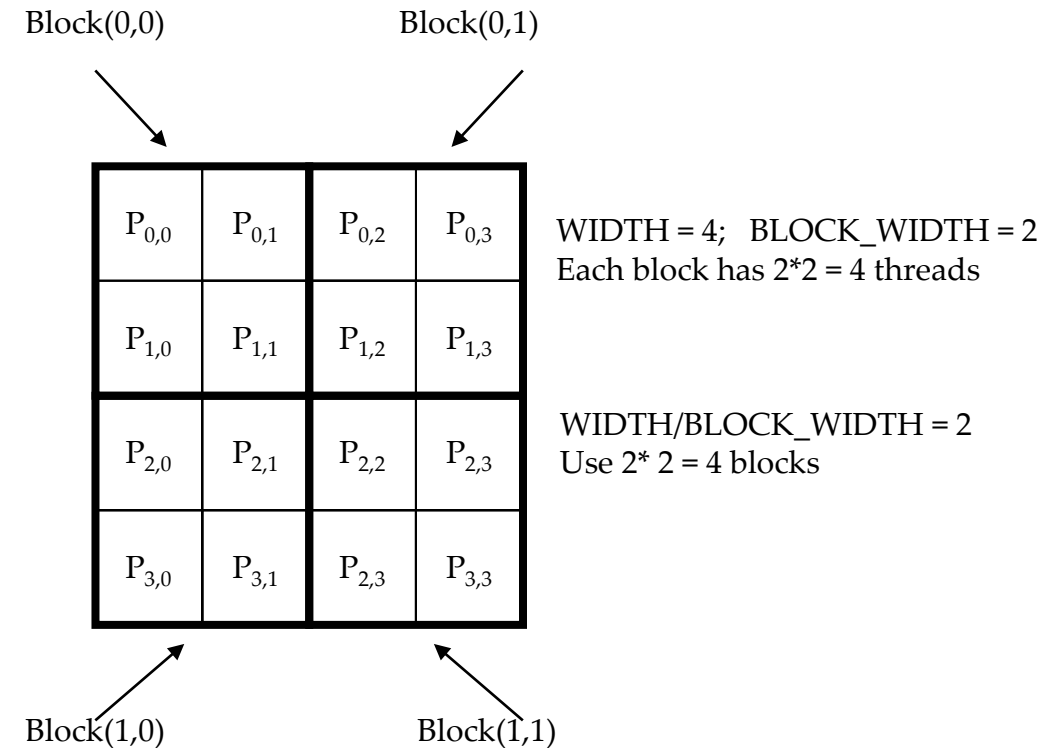 Block(0,0) Block(0,1)
P0,0 P0,1 P0,2 P0,3
WIDTH = 4; BLOCK_WIDTH = 2
Each block has 2*2 = 4 threads
P1,0 P1,1 P1,2 P1,3
WIDTH/BLOCK_WIDTH = 2
Use 2* 2 = 4 blocks
P2,0 P2,1 P2,2 P2,3
P3,0 P3,1 P2,3 P3,3
Block(1,0) Block(1,1)